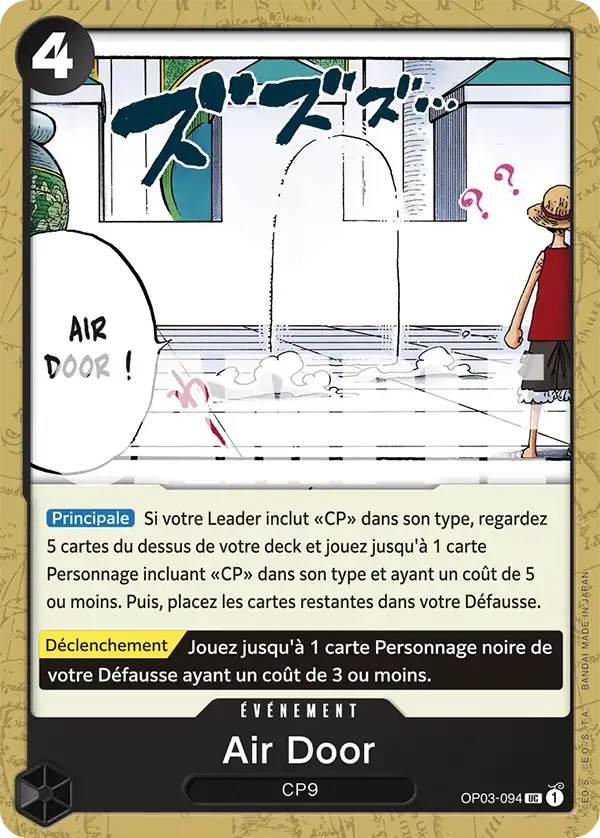 4
ズズズ…
? ?
AIR
DOOR !
Principale Si votre Leader inclut «CP» dans son type, regardez
5 cartes du dessus de votre deck et jouez jusqu'à 1 carte
Personnage incluant «CP» dans son type et ayant un coût de 5
ou moins. Puis, placez les cartes restantes dans votre Défausse.
Déclenchement Jouez jusqu'à 1 carte Personnage noire de
votre Défausse ayant un coût de 3 ou moins.
ÉVÉNEMENT
Air Door
CP9
OP03-094 UC 1
BANDAI MADE IN JAPAN